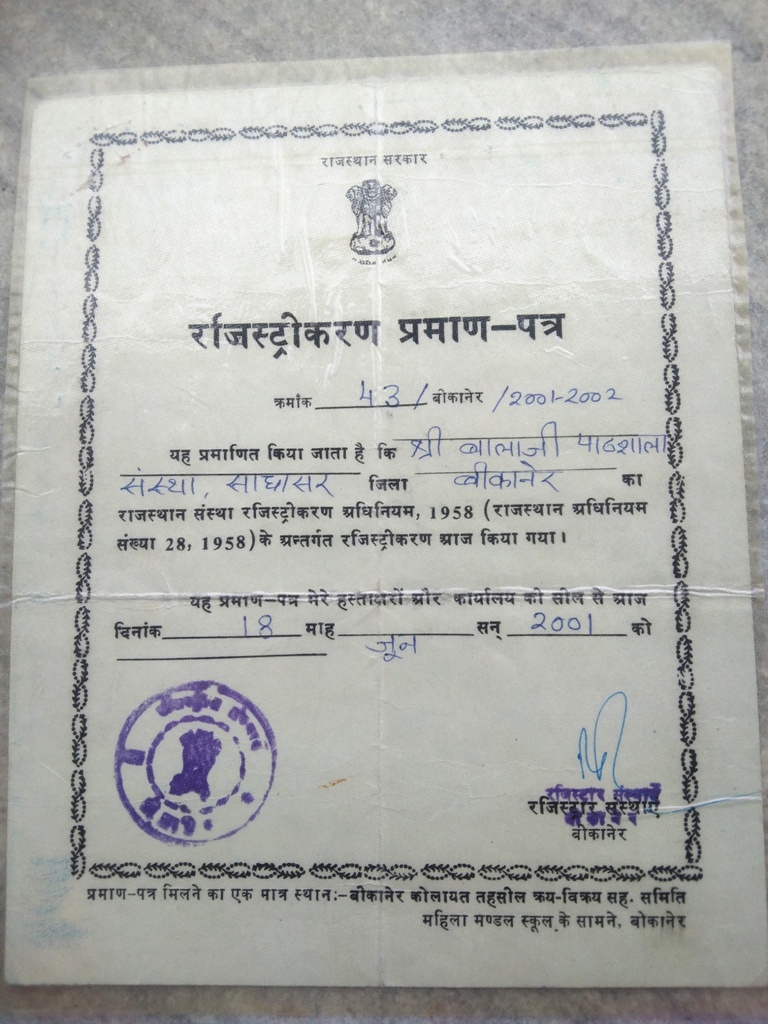 राजस्थान सरकार
रजिस्ट्रीकरण प्रमाण-पत्र
क्रमाँक 43/ बीकानेर /2001-2002
यह प्रमाणित किया जाता है कि श्री बालाजी पाठशाला
संस्था, साधासर जिला बीकानेर का
राजस्थान संस्था रजिस्ट्रीकरण अधिनियम, 1958 (राजस्थान अधिनियम
संख्या 28, 1958) के अन्तर्गत रजिस्ट्रीकरण आज किया गया।
यह प्रमाण-पत्र मेरे हस्ताक्षरों और कार्यालय की सील से आज
दिनांक 18 माह जून सन् 2001 को
रजिस्ट्रार संस्थाऐं
रजिस्ट्रार संस्थाएं
बीकानेर
प्रमाण-पत्र मिलने का एक मात्र स्थान:-बीकानेर कोलायत तहसील क्रय-विक्रय सह. समिति
महिला मण्डल स्कूल के सामने, बीकानेर